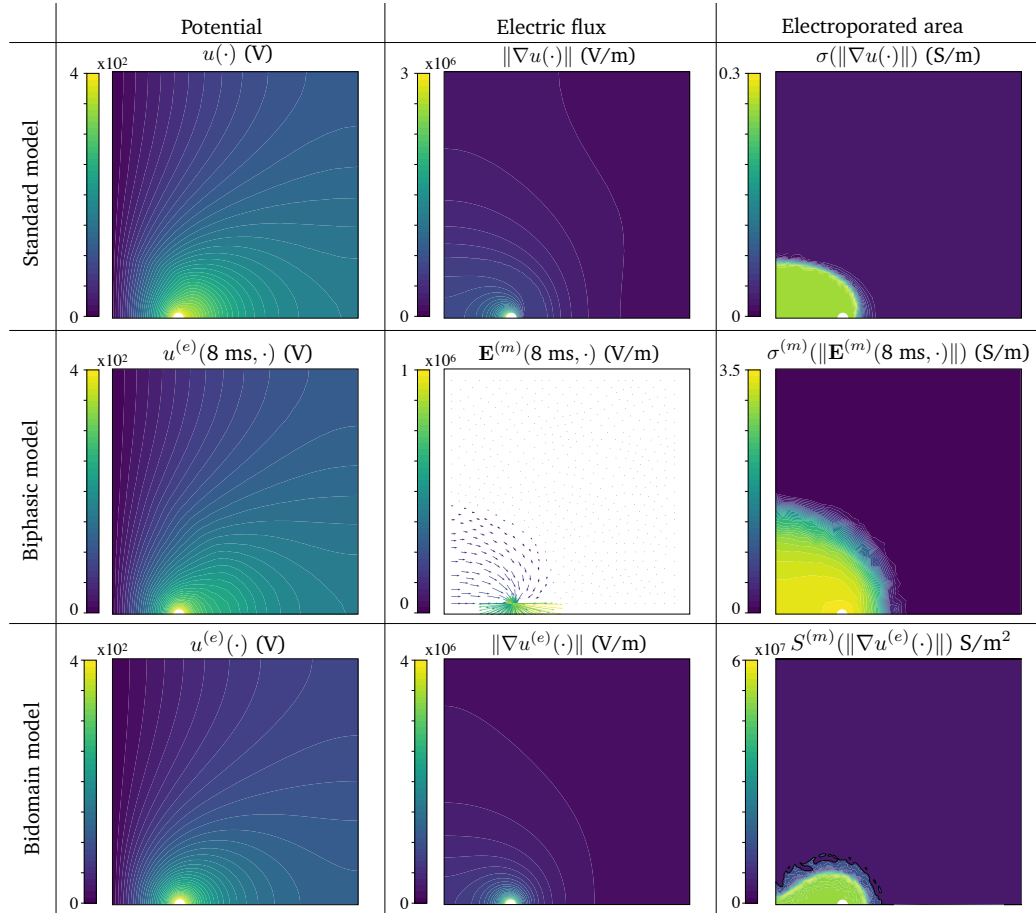 Potential
Electric flux
Electroporated area
Standard model
u(·) (V)
x10²
4
0
‖∇u(·)‖ (V/m)
x10⁶
3
0
σ(‖∇u(·)‖) (S/m)
0.3
0
Biphasic model
u⁽ᵉ⁾(8 ms, ·) (V)
x10²
4
0
E⁽ᵐ⁾(8 ms, ·) (V/m)
x10⁶
1
0
σ⁽ᵐ⁾(‖E⁽ᵐ⁾(8 ms, ·)‖) (S/m)
3.5
0
Bidomain model
u⁽ᵉ⁾(·) (V)
x10²
4
0
‖∇u⁽ᵉ⁾(·)‖ (V/m)
x10⁶
4
0
S⁽ᵐ⁾(‖∇u⁽ᵉ⁾(·)‖) S/m²
x10⁷
6
0